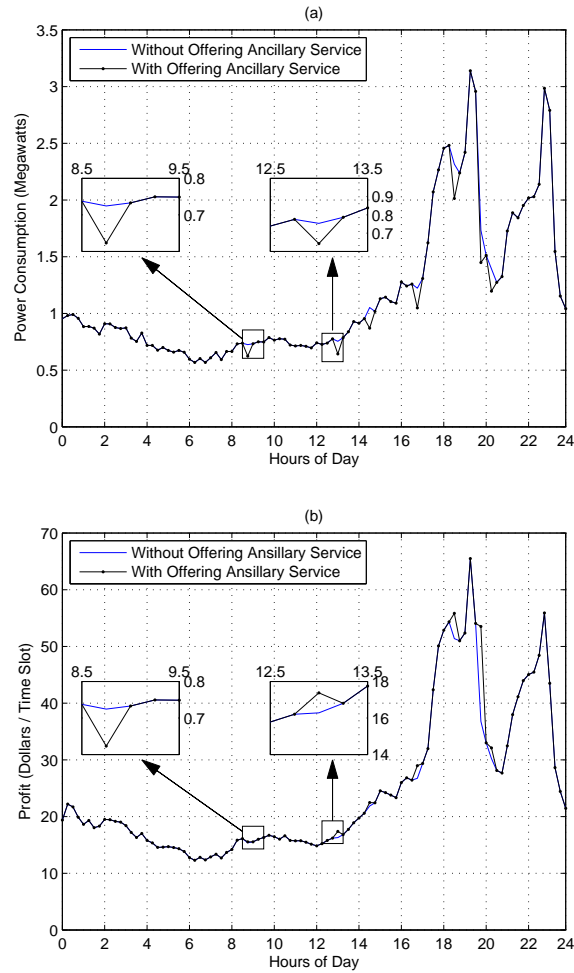 (a)
3.5
3
2.5
2
1.5
1
0.5
0
Power Consumption (Megawatts)
Without Offering Ancillary Service
With Offering Ancillary Service
8.5 9.5
0.8
0.7
12.5 13.5
0.9
0.8
0.7
0 2 4 6 8 10 12 14 16 18 20 22 24
Hours of Day
(b)
70
60
50
40
30
20
10
0
Profit (Dollars / Time Slot)
Without Offering Ansillary Service
With Offering Ansillary Service
8.5 9.5
0.8
0.7
12.5 13.5
18
16
14
0 2 4 6 8 10 12 14 16 18 20 22 24
Hours of Day